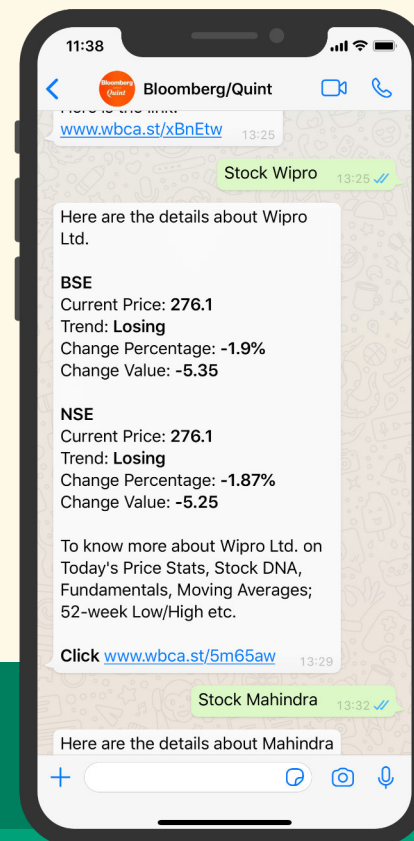 11:38
Bloomberg
Quint
Bloomberg/Quint
Here is the link:
www.wbca.st/xBnEtw 13:25
Stock Wipro 13:25
Here are the details about Wipro
Ltd.
BSE
Current Price: 276.1
Trend: Losing
Change Percentage: -1.9%
Change Value: -5.35
NSE
Current Price: 276.1
Trend: Losing
Change Percentage: -1.87%
Change Value: -5.25
To know more about Wipro Ltd. on
Today's Price Stats, Stock DNA,
Fundamentals, Moving Averages;
52-week Low/High etc.
Click www.wbca.st/5m65aw 13:29
Stock Mahindra 13:32
Here are the details about Mahindra